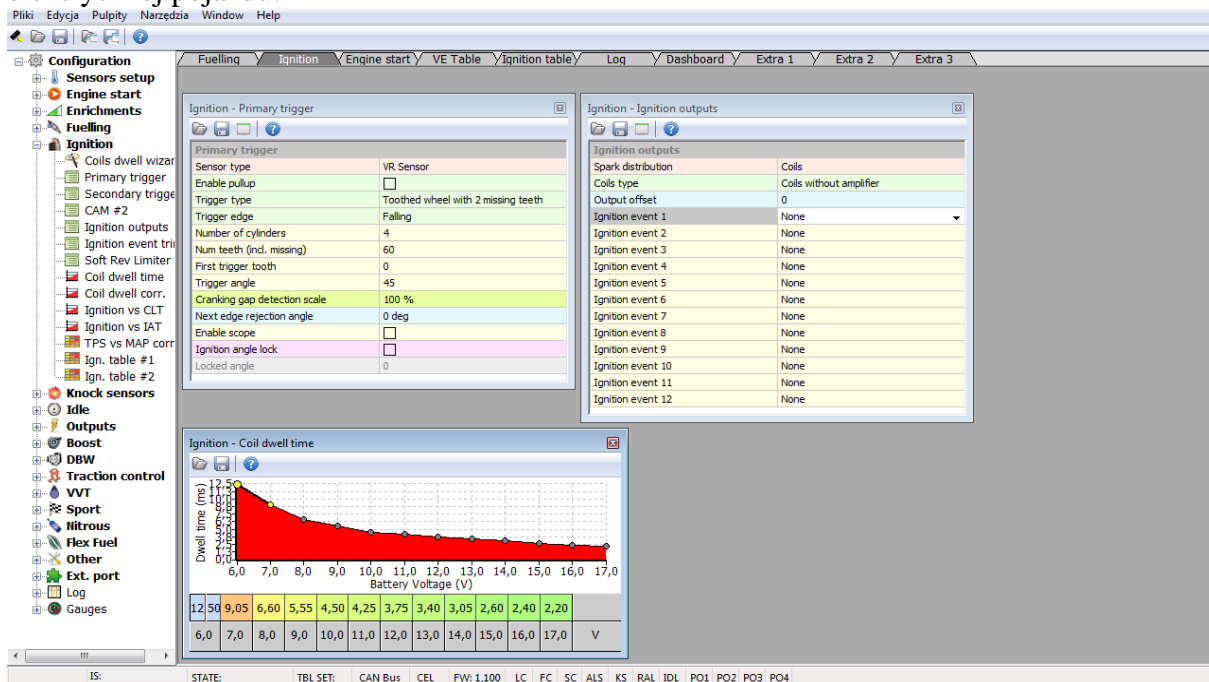 Pliki Edycja Pulpity Narzędzia Window Help
Configuration
Sensors setup
Engine start
Enrichments
Fuelling
Ignition
Coils dwell wizar
Primary trigger
Secondary trigge
CAM #2
Ignition outputs
Ignition event tri
Soft Rev Limiter
Coil dwell time
Coil dwell corr.
Ignition vs CLT
Ignition vs IAT
TPS vs MAP corr
Ign. table #1
Ign. table #2
Knock sensors
Idle
Outputs
Boost
DBW
Traction control
VVT
Sport
Nitrous
Flex Fuel
Other
Ext. port
Log
Gauges
Fuelling Ignition Engine start VE Table Ignition table Log Dashboard Extra 1 Extra 2 Extra 3
Ignition - Primary trigger
Primary trigger
Sensor type VR Sensor
Enable pullup
Trigger type Toothed wheel with 2 missing teeth
Trigger edge Falling
Number of cylinders 4
Num teeth (incl. missing) 60
First trigger tooth 0
Trigger angle 45
Cranking gap detection scale 100 %
Next edge rejection angle 0 deg
Enable scope
Ignition angle lock
Locked angle 0
Ignition - Ignition outputs
Ignition outputs
Spark distribution Coils
Coils type Coils without amplifier
Output offset 0
Ignition event 1 None
Ignition event 2 None
Ignition event 3 None
Ignition event 4 None
Ignition event 5 None
Ignition event 6 None
Ignition event 7 None
Ignition event 8 None
Ignition event 9 None
Ignition event 10 None
Ignition event 11 None
Ignition event 12 None
Ignition - Coil dwell time
Dwell time (ms)
12,5
0,0
6,0 7,0 8,0 9,0 10,0 11,0 12,0 13,0 14,0 15,0 16,0 17,0
Battery Voltage (V)
12 50 9,05 6,60 5,55 4,50 4,25 3,75 3,40 3,05 2,60 2,40 2,20
6,0 7,0 8,0 9,0 10,0 11,0 12,0 13,0 14,0 15,0 16,0 17,0 V
IS: STATE: TBL SET: CAN Bus CEL FW: 1,100 LC FC SC ALS KS RAL IDL PO1 PO2 PO3 PO4